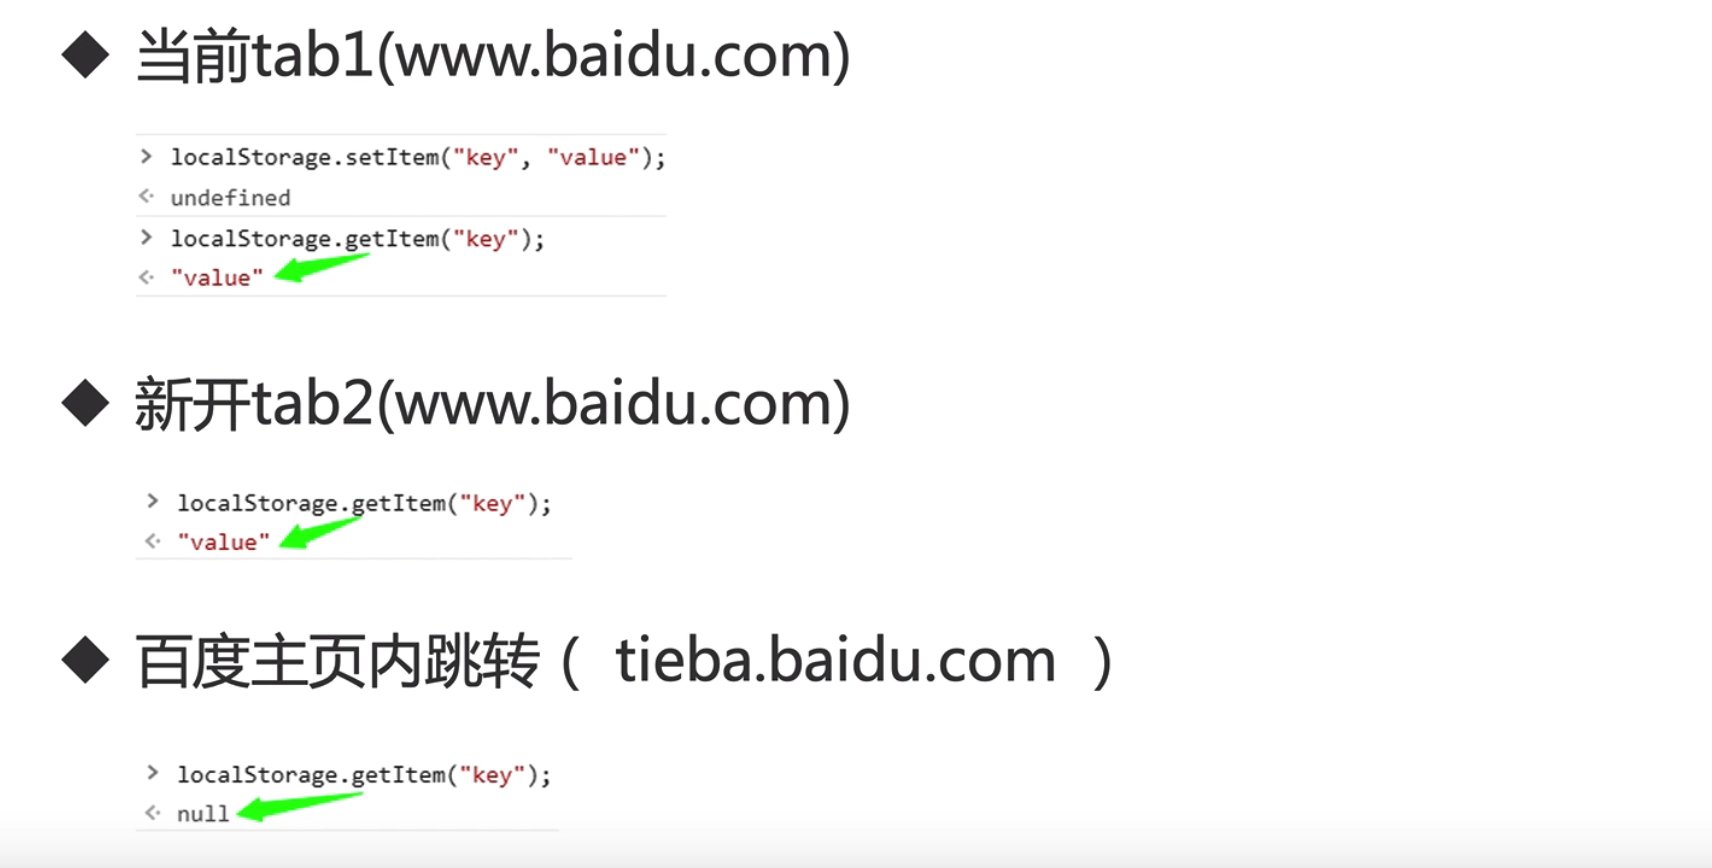 ◆ 当前tab1(www.baidu.com)
> localStorage.setItem("key", "value");
< undefined
> localStorage.getItem("key");
< "value"
◆ 新开tab2(www.baidu.com)
> localStorage.getItem("key");
< "value"
◆ 百度主页内跳转（ tieba.baidu.com ）
> localStorage.getItem("key");
< null